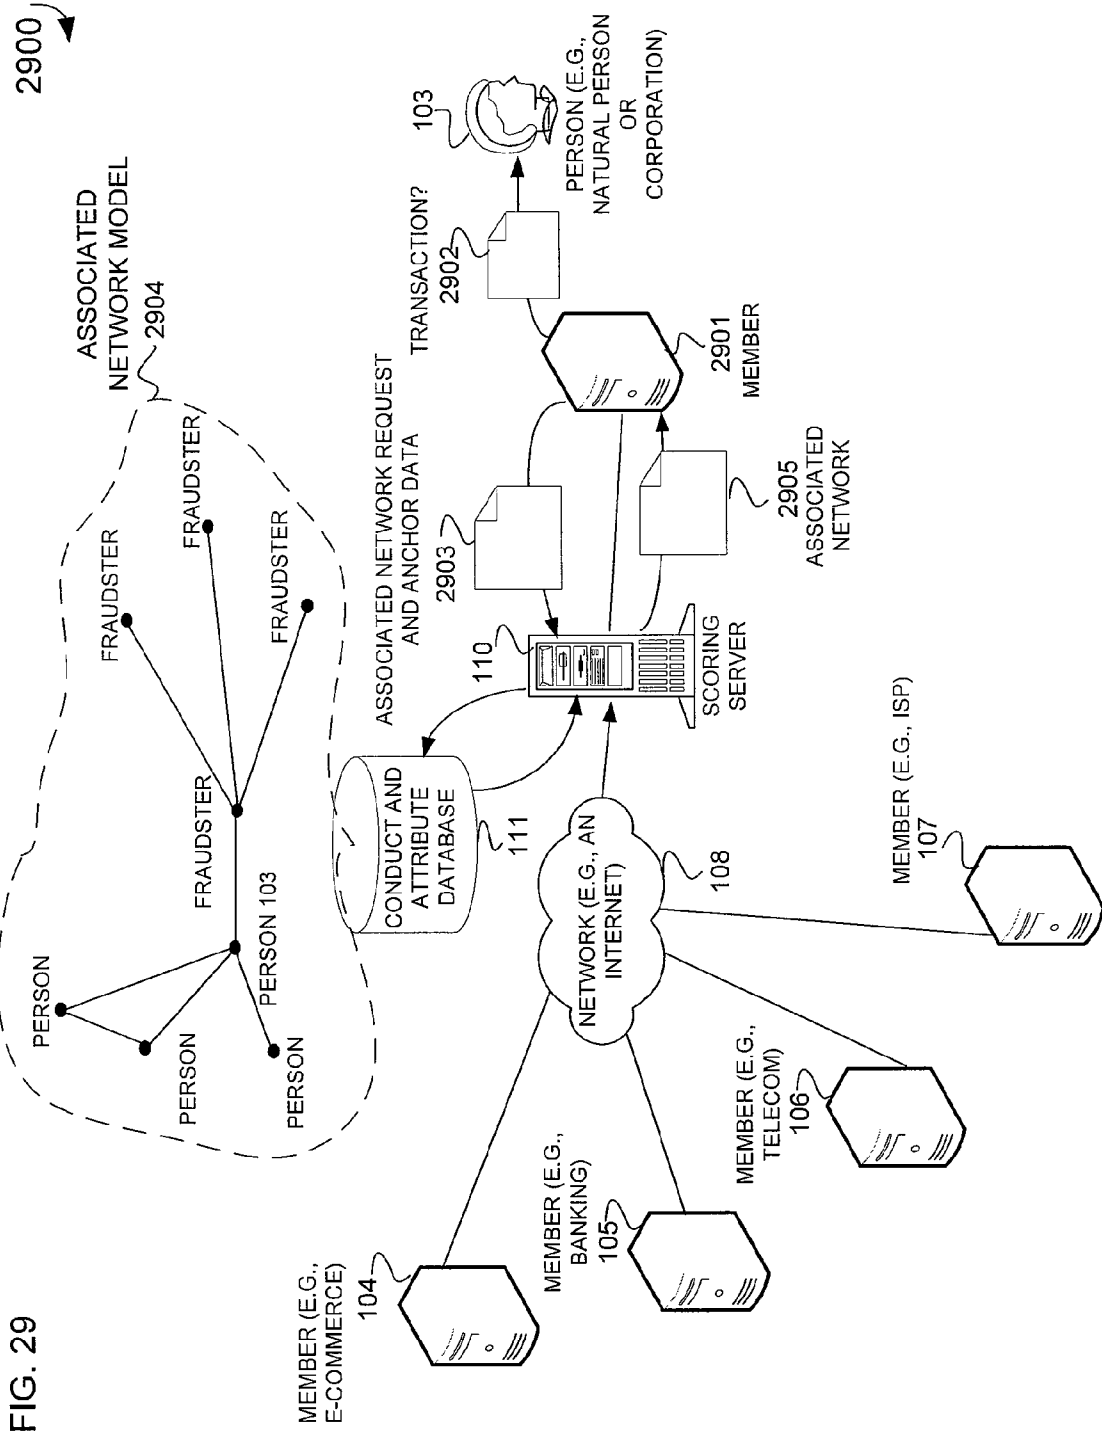 FIG. 29
2900
ASSOCIATED
NETWORK MODEL
2904
PERSON
PERSON
PERSON
PERSON 103
FRAUDSTER
FRAUDSTER
FRAUDSTER
FRAUDSTER
CONDUCT AND
ATTRIBUTE
DATABASE
111
ASSOCIATED NETWORK REQUEST
AND ANCHOR DATA
2903
110
SCORING
SERVER
TRANSACTION?
2902
103
PERSON (E.G.,
NATURAL PERSON
OR
CORPORATION)
2901
MEMBER
2905
ASSOCIATED
NETWORK
NETWORK (E.G., AN
INTERNET)
108
MEMBER (E.G.,
E-COMMERCE)
104
MEMBER (E.G.,
BANKING)
105
MEMBER (E.G.,
TELECOM)
106
MEMBER (E.G., ISP)
107